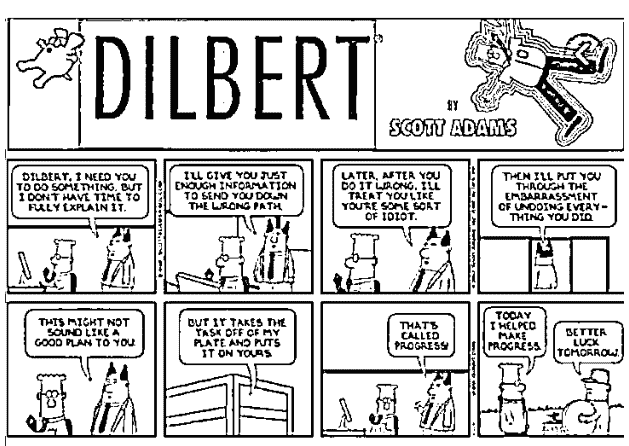 DILBERT
BY
SCOTT ADAMS
DILBERT, I NEED YOU
TO DO SOMETHING, BUT
I DON'T HAVE TIME TO
FULLY EXPLAIN IT.
I'LL GIVE YOU JUST
ENOUGH INFORMATION
TO SEND YOU DOWN
THE WRONG PATH.
LATER, AFTER YOU
DO IT WRONG, I'LL
TREAT YOU LIKE
YOU'RE SOME SORT
OF IDIOT.
THEN I'LL PUT YOU
THROUGH THE
EMBARRASSMENT
OF UNDOING EVERY-
THING YOU DID.
THIS MIGHT NOT
SOUND LIKE A
GOOD PLAN TO YOU.
BUT IT TAKES THE
TASK OFF OF MY
PLATE AND PUTS
IT ON YOURS.
THAT'S
CALLED
PROGRESS!
TODAY
I HELPED
MAKE
PROGRESS.
BETTER
LUCK
TOMORROW.